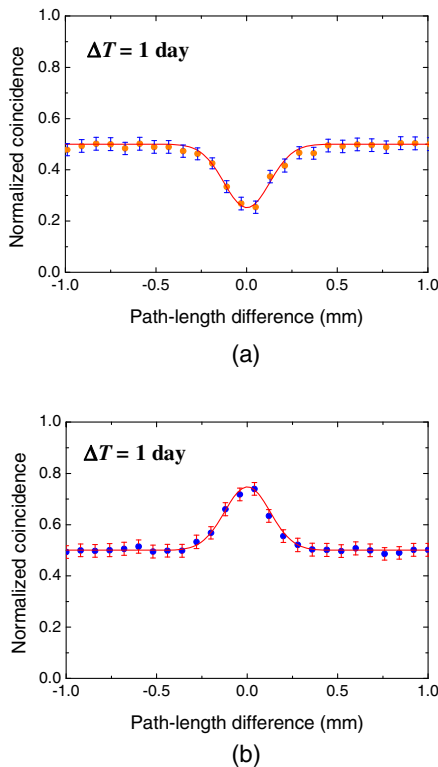 ΔT = 1 day
1.0
0.8
0.6
0.4
0.2
0.0
Normalized coincidence
-1.0 -0.5 0.0 0.5 1.0
Path-length difference (mm)
(a)
ΔT = 1 day
1.0
0.8
0.6
0.4
0.2
0.0
Normalized coincidence
-1.0 -0.5 0.0 0.5 1.0
Path-length difference (mm)
(b)